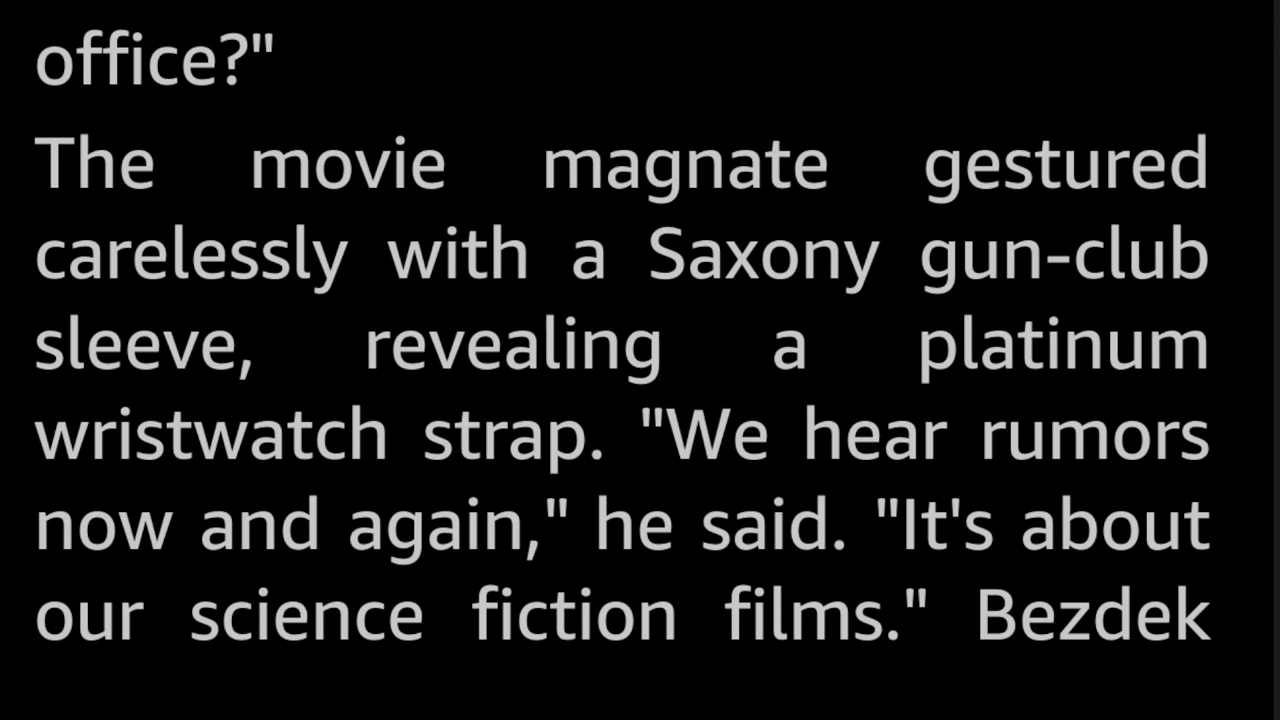 office?"
The movie magnate gestured
carelessly with a Saxony gun-club
sleeve, revealing a platinum
wristwatch strap. "We hear rumors
now and again," he said. "It's about
our science fiction films." Bezdek